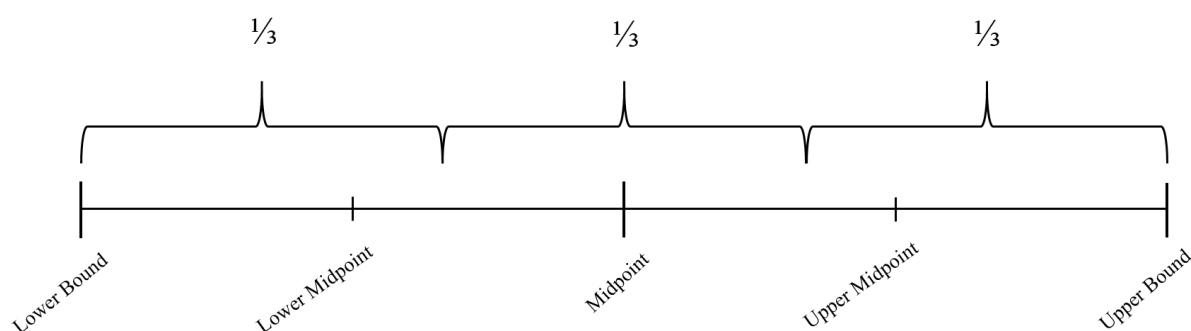 ⅓
⅓
⅓
Lower Bound
Lower Midpoint
Midpoint
Upper Midpoint
Upper Bound